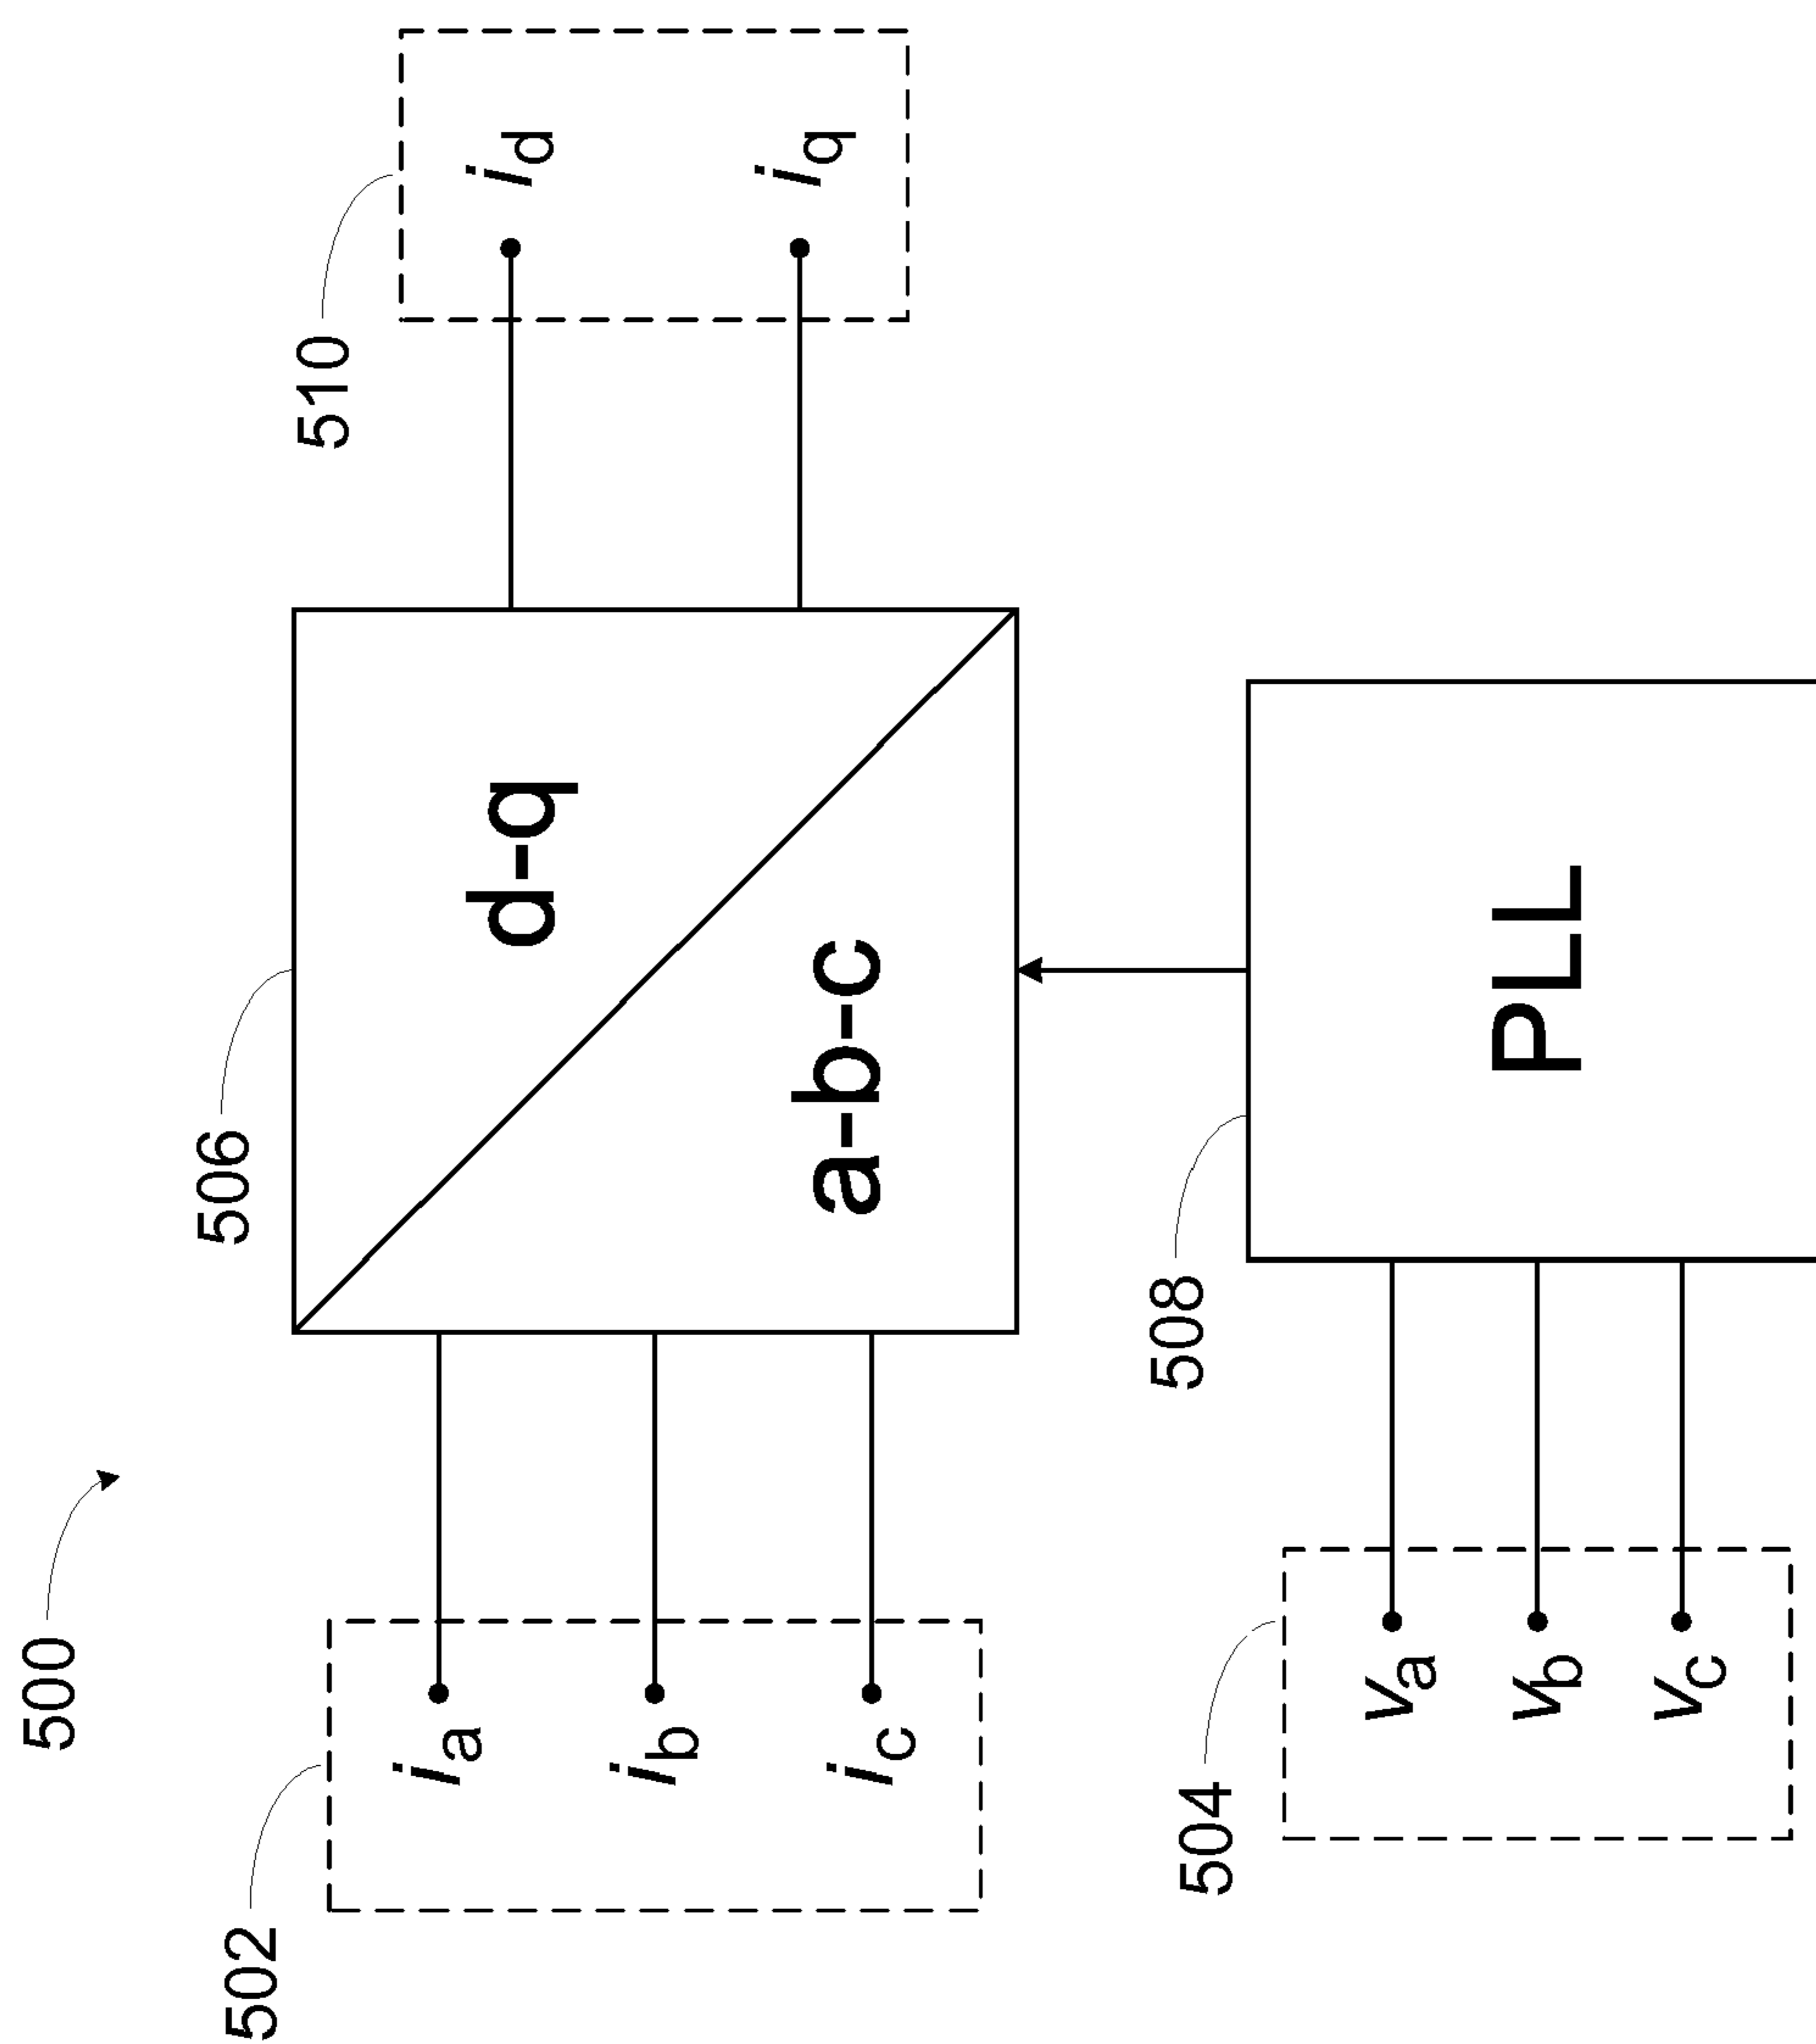 500
502
i_a
i_b
i_c
506
d-q
a-b-c
510
i_d
i_q
504
v_a
v_b
v_c
508
PLL